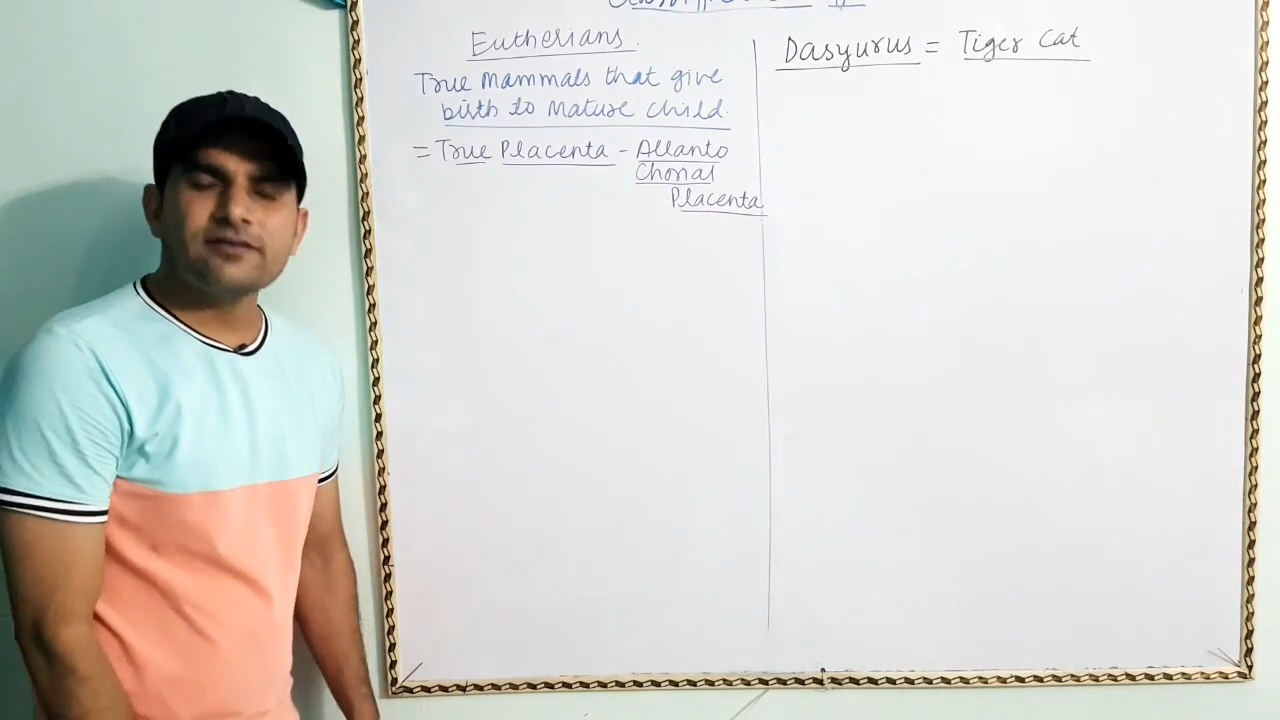 Eutherians.
True mammals that give
birth to mature child.
= True Placenta - Allanto
Chorial
Placenta
Dasyurus = Tiger Cat